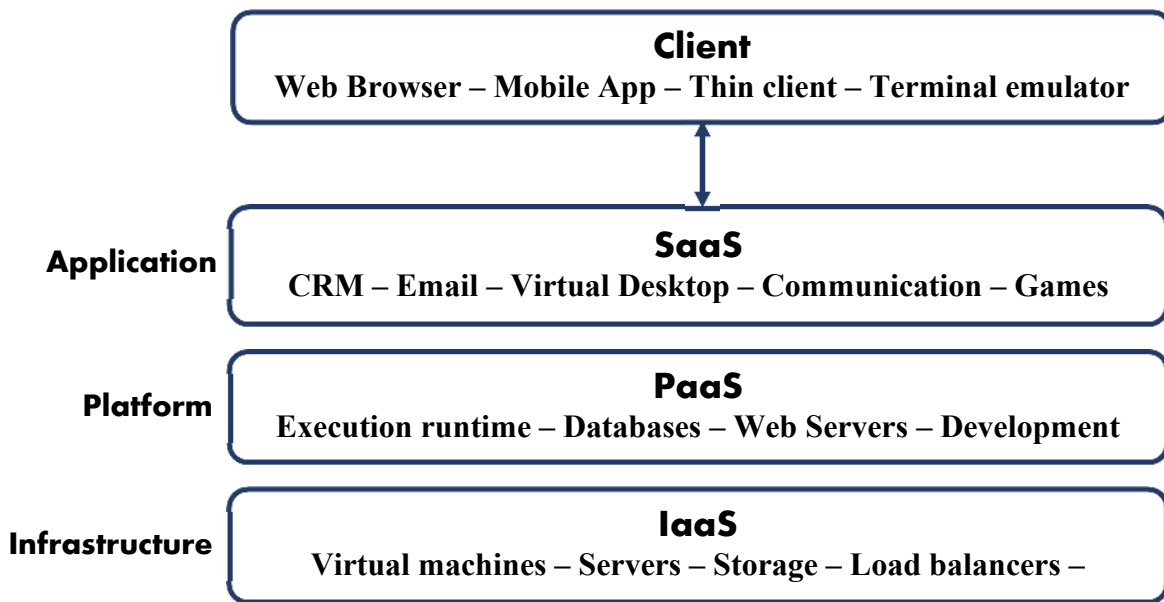 Client
Web Browser – Mobile App – Thin client – Terminal emulator
Application
SaaS
CRM – Email – Virtual Desktop – Communication – Games
Platform
PaaS
Execution runtime – Databases – Web Servers – Development
Infrastructure
IaaS
Virtual machines – Servers – Storage – Load balancers –